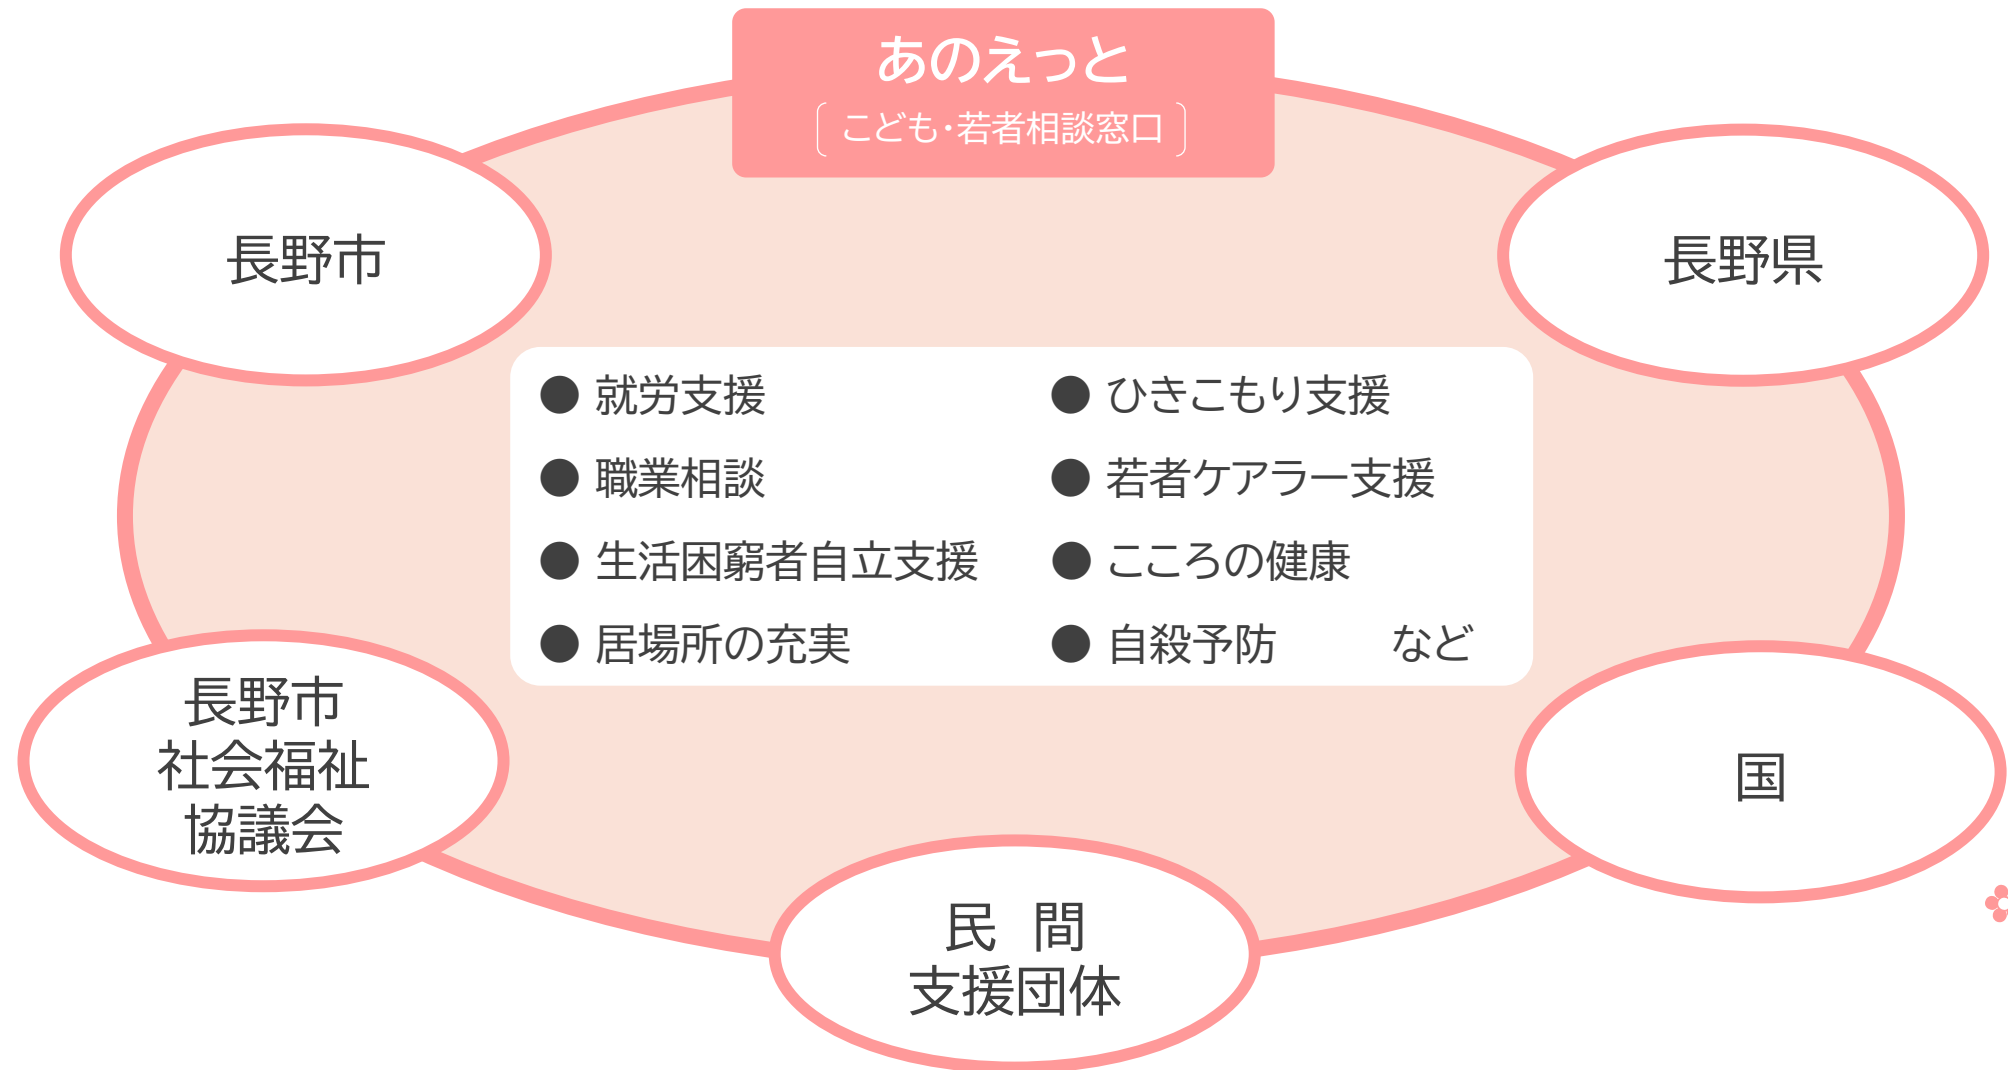 あのえっと
こども・若者相談窓口
長野市
長野県
● 就労支援
● 職業相談
● 生活困窮者自立支援
● 居場所の充実
● ひきこもり支援
● 若者ケアラー支援
● こころの健康
● 自殺予防 など
長野市
社会福祉
協議会
国
民 間
支援団体